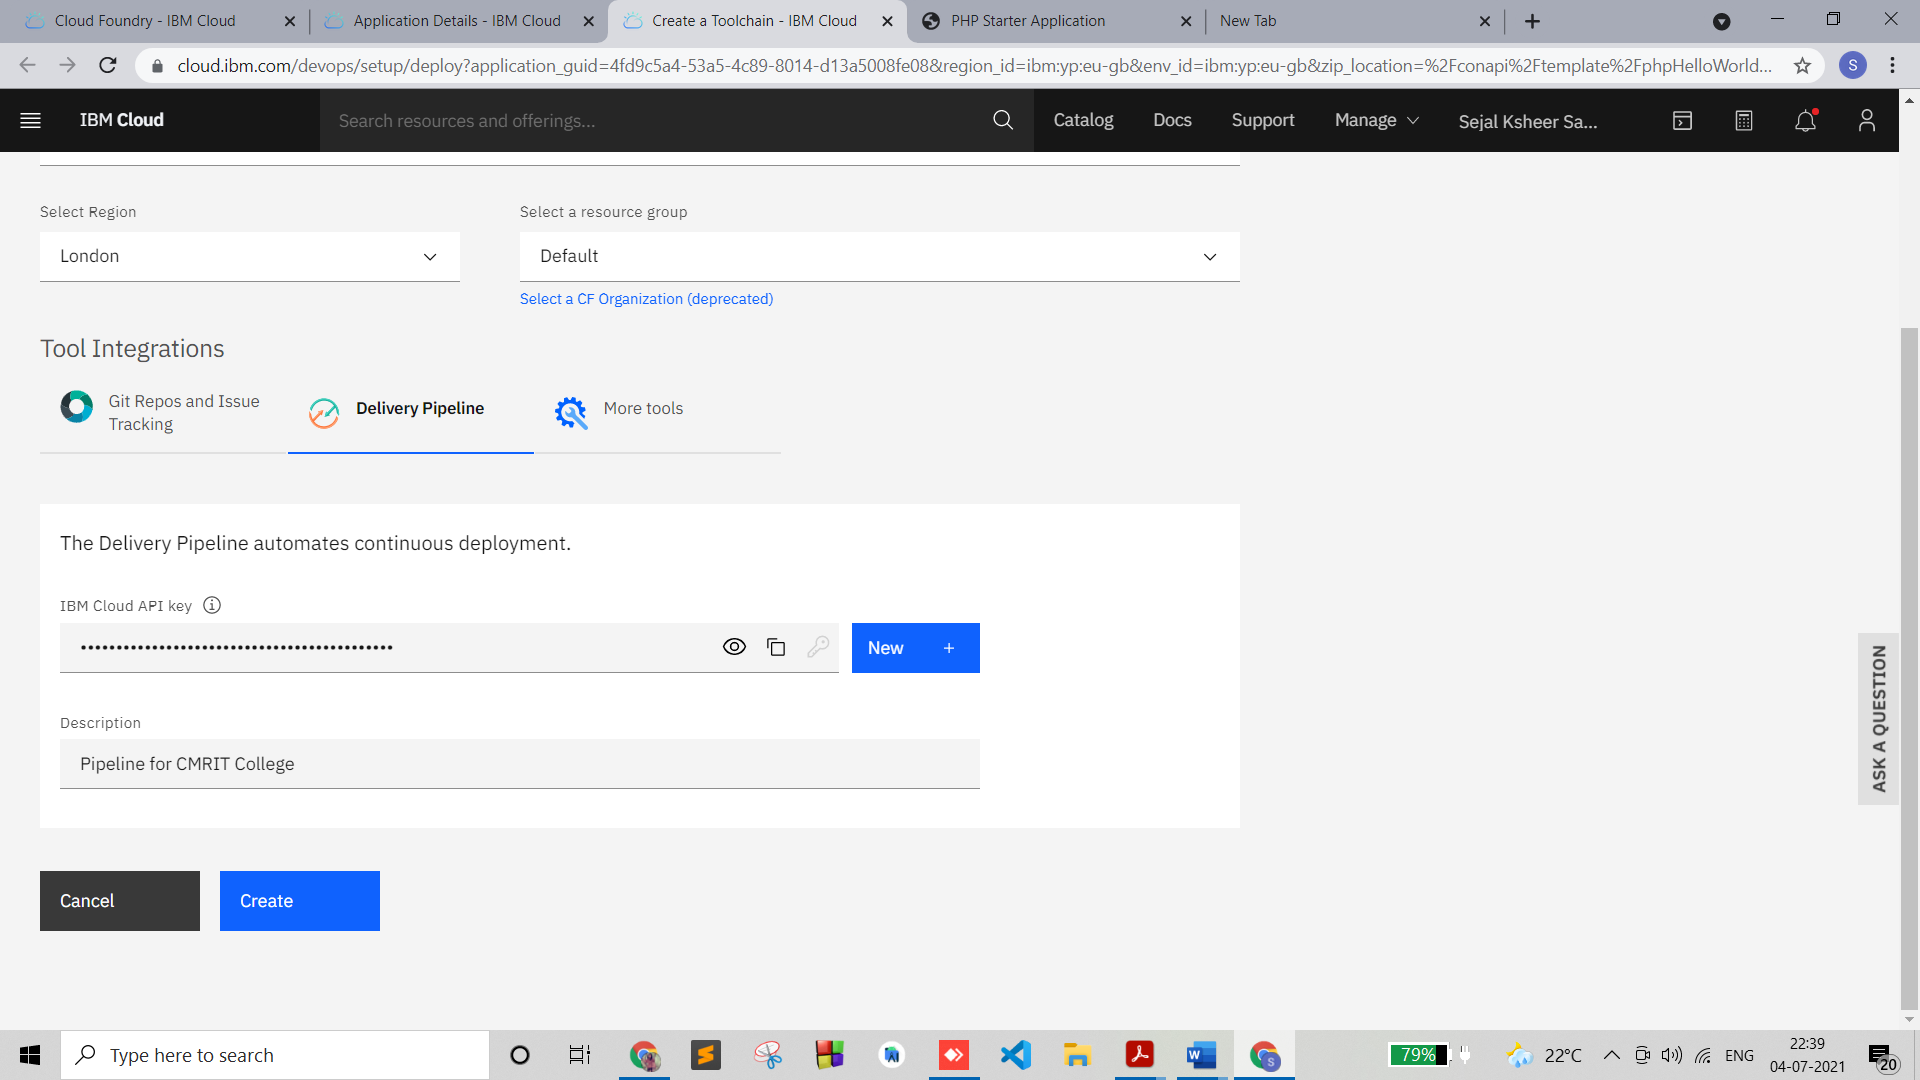 Cloud Foundry - IBM Cloud
Application Details - IBM Cloud
Create a Toolchain - IBM Cloud
PHP Starter Application
New Tab
cloud.ibm.com/devops/setup/deploy?application_guid=4fd9c5a4-53a5-4c89-8014-d13a5008fe08&region_id=ibm:yp:eu-gb&env_id=ibm:yp:eu-gb&zip_location=%2Fconapi%2Ftemplate%2FphpHelloWorld...
S
IBM Cloud
Search resources and offerings...
Catalog
Docs
Support
Manage
Sejal Ksheer Sa...
Select Region
Select a resource group
London
Default
Select a CF Organization (deprecated)
Tool Integrations
Git Repos and Issue
Tracking
Delivery Pipeline
More tools
The Delivery Pipeline automates continuous deployment.
IBM Cloud API key
New +
Description
Pipeline for CMRIT College
ASK A QUESTION
Cancel
Create
Type here to search
79%
22°C
ENG
22:39
04-07-2021
20